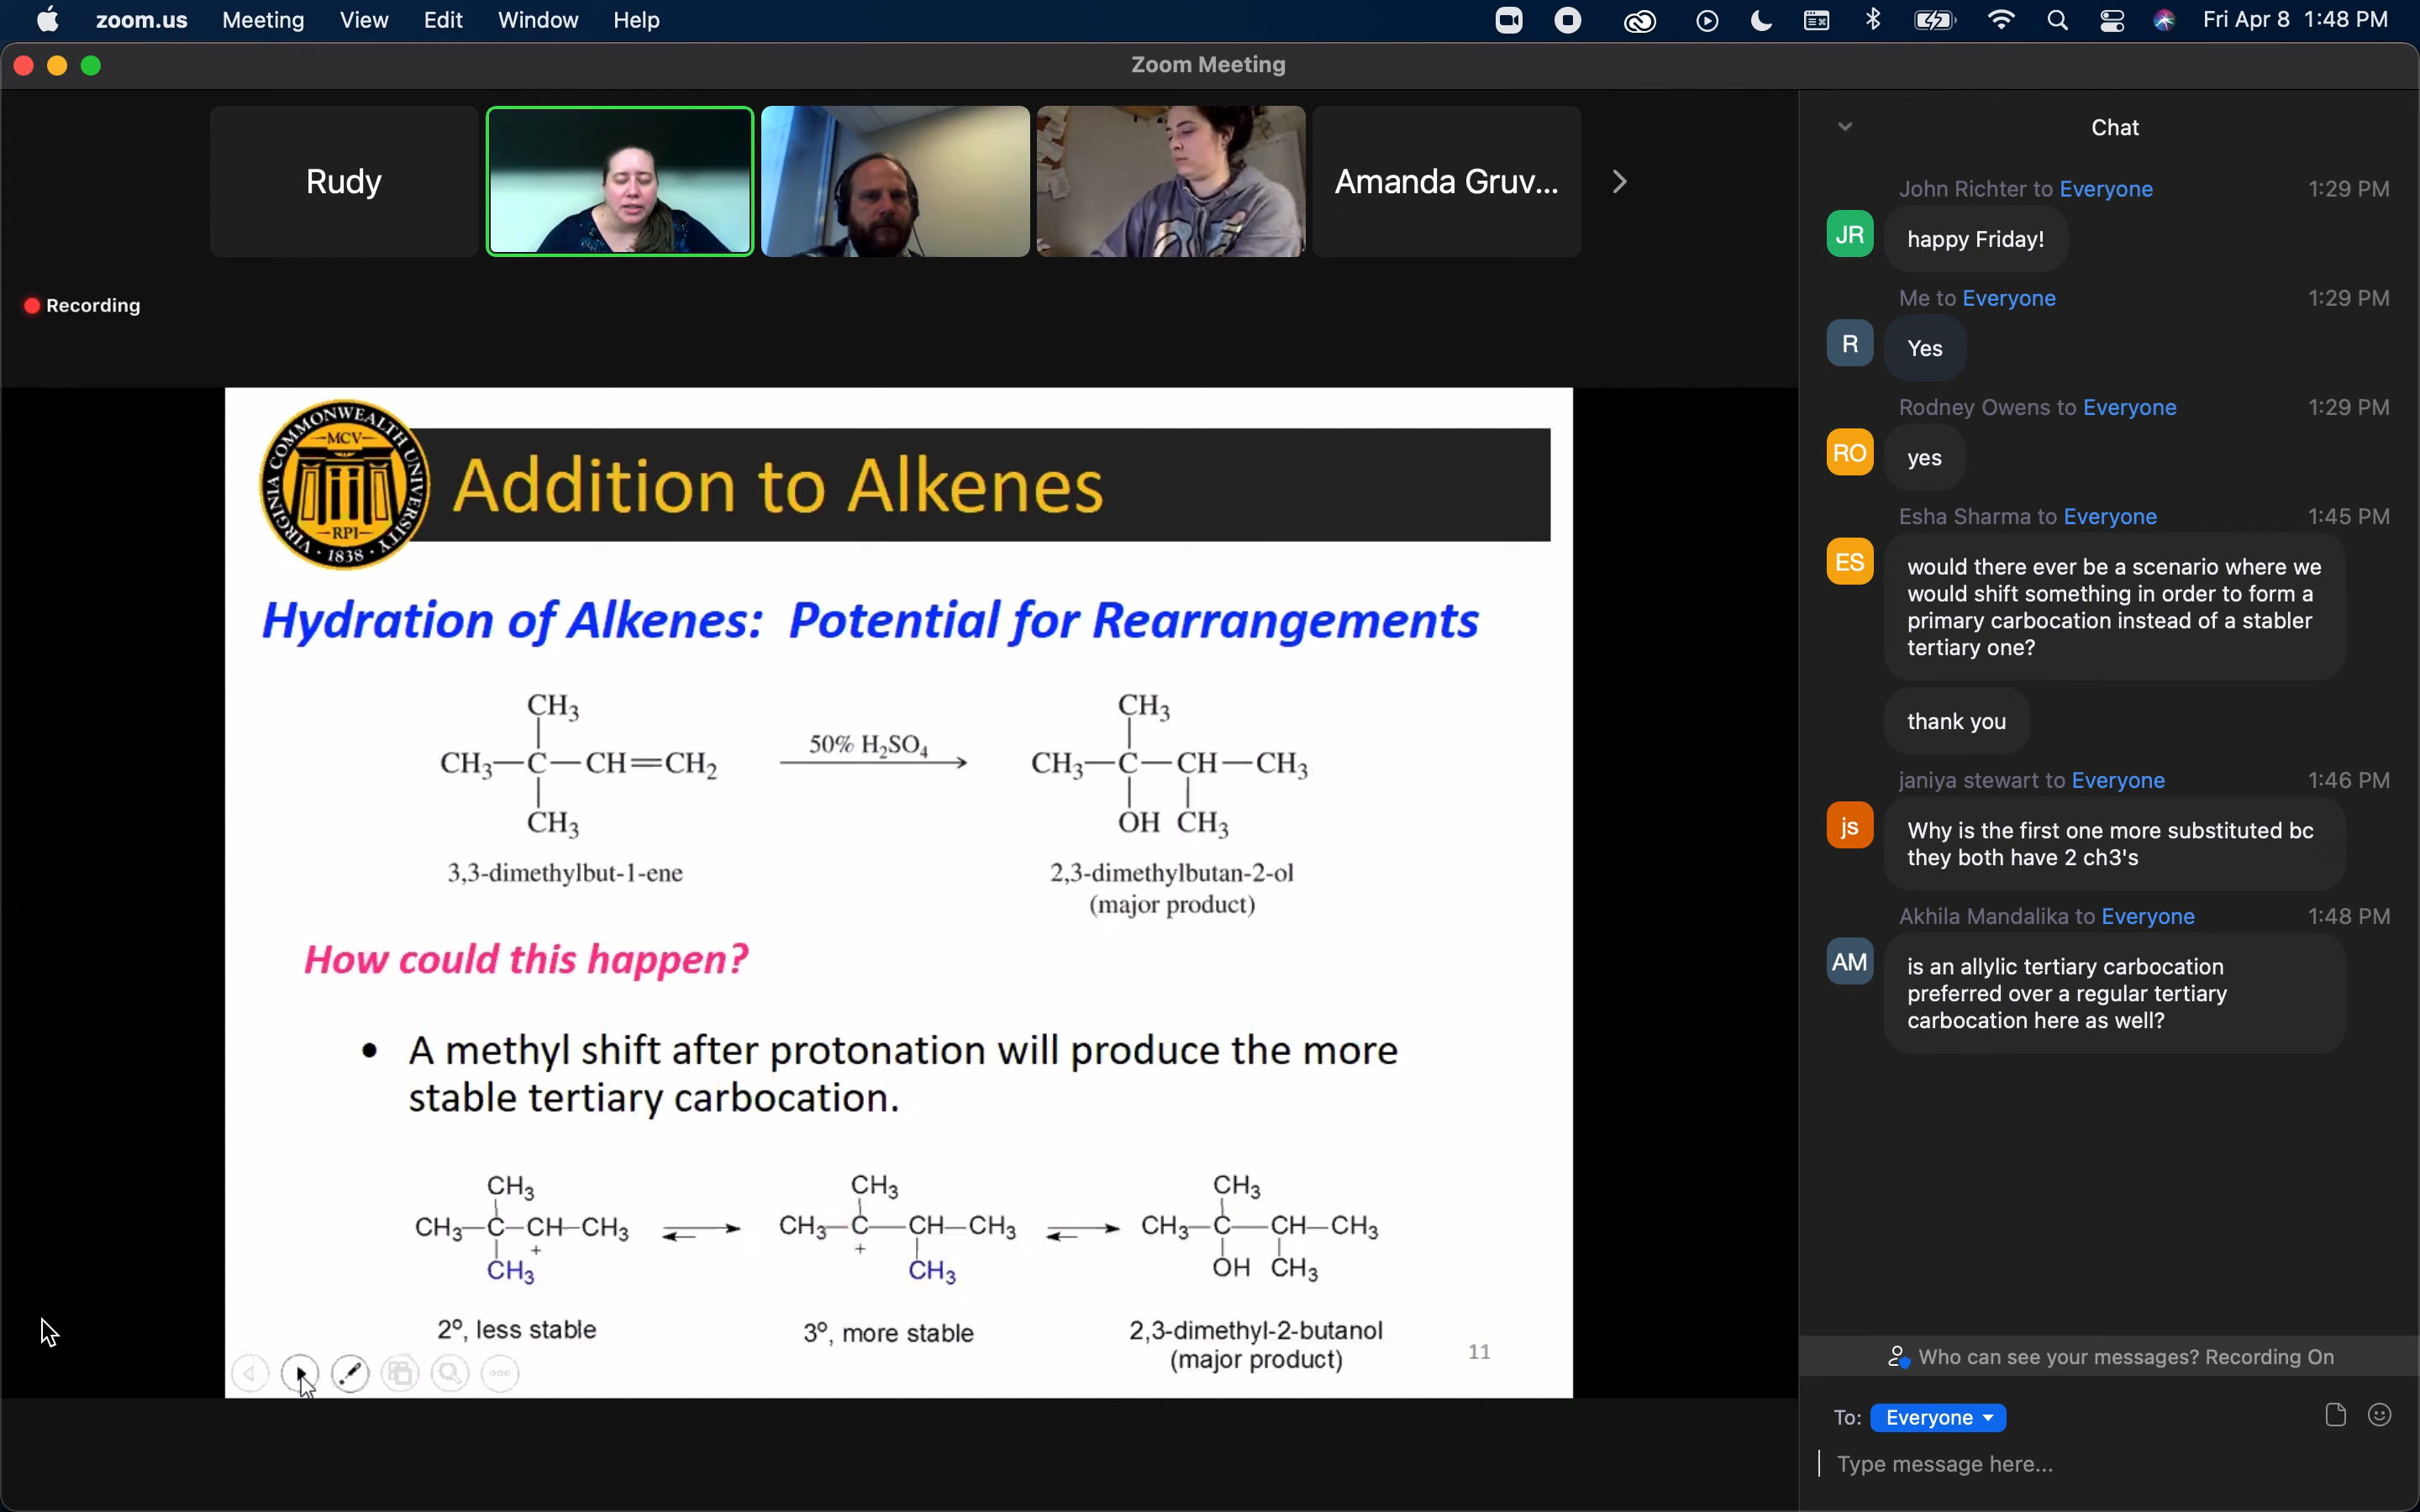 zoom.us Meeting View Edit Window Help Fri Apr 8 1:48 PM
Zoom Meeting
Rudy
Amanda Gruv...
Recording
VIRGINIA COMMONWEALTH UNIVERSITY
MCV
RPI
1838
Addition to Alkenes
Hydration of Alkenes: Potential for Rearrangements
CH3
CH3—C—CH=CH2
CH3
3,3-dimethylbut-1-ene
50% H2SO4
CH3
CH3—C—CH—CH3
OH CH3
2,3-dimethylbutan-2-ol
(major product)
How could this happen?
• A methyl shift after protonation will produce the more
stable tertiary carbocation.
CH3
CH3—C—CH—CH3
+
CH3
2º, less stable
CH3
CH3—C—CH—CH3
+
CH3
3º, more stable
CH3
CH3—C—CH—CH3
OH CH3
2,3-dimethyl-2-butanol
(major product)
11
Chat
John Richter to Everyone 1:29 PM
JR
happy Friday!
Me to Everyone 1:29 PM
R
Yes
Rodney Owens to Everyone 1:29 PM
RO
yes
Esha Sharma to Everyone 1:45 PM
ES
would there ever be a scenario where we
would shift something in order to form a
primary carbocation instead of a stabler
tertiary one?
thank you
janiya stewart to Everyone 1:46 PM
js
Why is the first one more substituted bc
they both have 2 ch3's
Akhila Mandalika to Everyone 1:48 PM
AM
is an allylic tertiary carbocation
preferred over a regular tertiary
carbocation here as well?
Who can see your messages? Recording On
To: Everyone
Type message here...